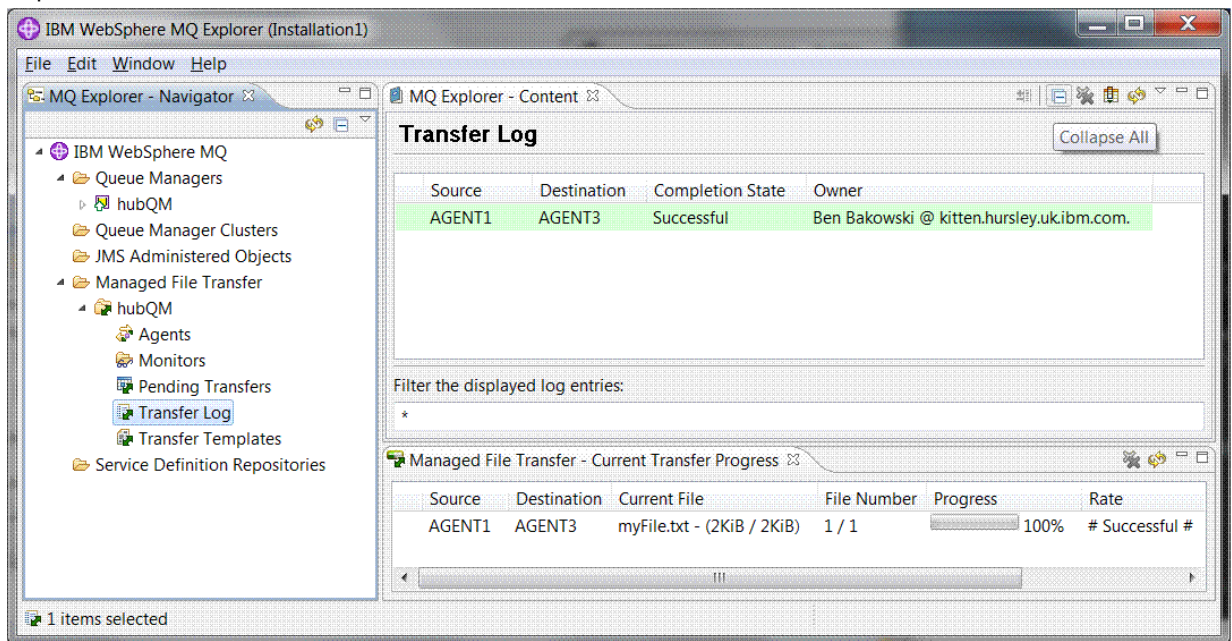 IBM WebSphere MQ Explorer (Installation1)
File Edit Window Help
MQ Explorer - Navigator
IBM WebSphere MQ
Queue Managers
hubQM
Queue Manager Clusters
JMS Administered Objects
Managed File Transfer
hubQM
Agents
Monitors
Pending Transfers
Transfer Log
Transfer Templates
Service Definition Repositories
MQ Explorer - Content
Transfer Log
Collapse All
Source Destination Completion State Owner
AGENT1 AGENT3 Successful Ben Bakowski @ kitten.hursley.uk.ibm.com.
Filter the displayed log entries:
*
Managed File Transfer - Current Transfer Progress
Source Destination Current File File Number Progress Rate
AGENT1 AGENT3 myFile.txt - (2KiB / 2KiB) 1 / 1 100% # Successful #
1 items selected